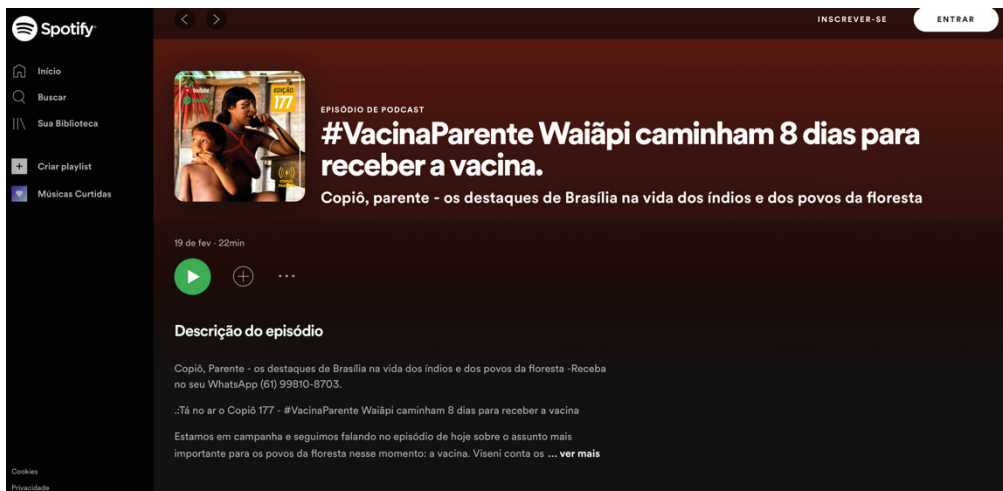 Spotify
INSCREVER-SE
ENTRAR
Início
Buscar
Sua Biblioteca
Criar playlist
Músicas Curtidas
YouTube
EDIÇÃO
177
EPISÓDIO DE PODCAST
#VacinaParente Waiãpi caminham 8 dias para
receber a vacina.
Copiô, parente - os destaques de Brasília na vida dos índios e dos povos da floresta
19 de fev · 22min
Descrição do episódio
Copiô, Parente - os destaques de Brasília na vida dos índios e dos povos da floresta -Receba
no seu WhatsApp (61) 99810-8703.
.:Tá no ar o Copiô 177 - #VacinaParente Waiãpi caminham 8 dias para receber a vacina
Estamos em campanha e seguimos falando no episódio de hoje sobre o assunto mais
importante para os povos da floresta nesse momento: a vacina. Viseni conta os ... ver mais
Cookies
Privacidade